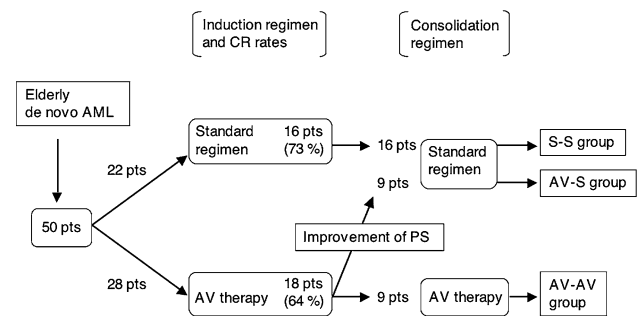 Induction regimen
and CR rates
Consolidation
regimen
Elderly
de novo AML
Standard
regimen
16 pts
(73 %)
16 pts
Standard
regimen
S-S group
22 pts
9 pts
AV-S group
50 pts
Improvement of PS
28 pts
AV therapy
18 pts
(64 %)
9 pts
AV therapy
AV-AV
group